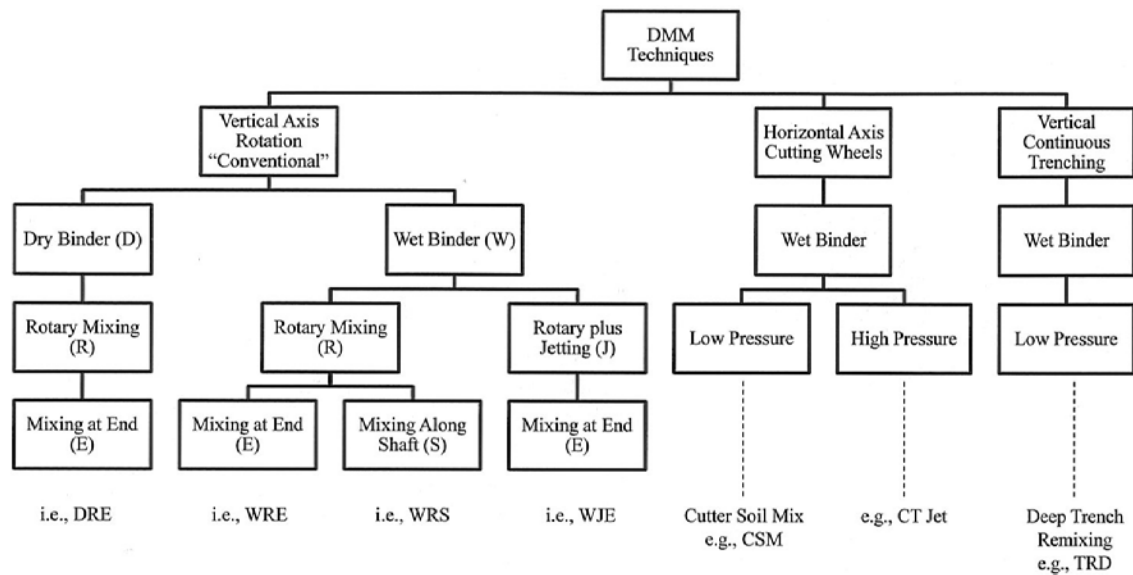 DMM
Techniques
Vertical Axis
Rotation
“Conventional”
Horizontal Axis
Cutting Wheels
Vertical
Continuous
Trenching
Dry Binder (D)
Wet Binder (W)
Wet Binder
Wet Binder
Rotary Mixing
(R)
Rotary Mixing
(R)
Rotary plus
Jetting (J)
Low Pressure
High Pressure
Low Pressure
Mixing at End
(E)
Mixing at End
(E)
Mixing Along
Shaft (S)
Mixing at End
(E)
i.e., DRE
i.e., WRE
i.e., WRS
i.e., WJE
Cutter Soil Mix
e.g., CSM
e.g., CT Jet
Deep Trench
Remixing
e.g., TRD